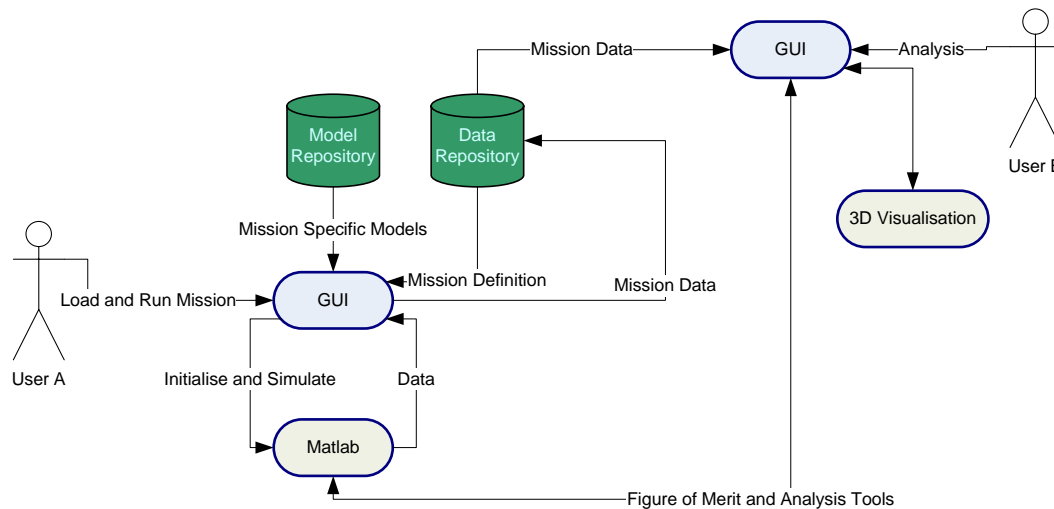 Mission Data
GUI
Analysis
Model
Repository
Data
Repository
User B
3D Visualisation
Mission Specific Models
Mission Definition
Mission Data
Load and Run Mission
GUI
User A
Initialise and Simulate
Data
Matlab
Figure of Merit and Analysis Tools